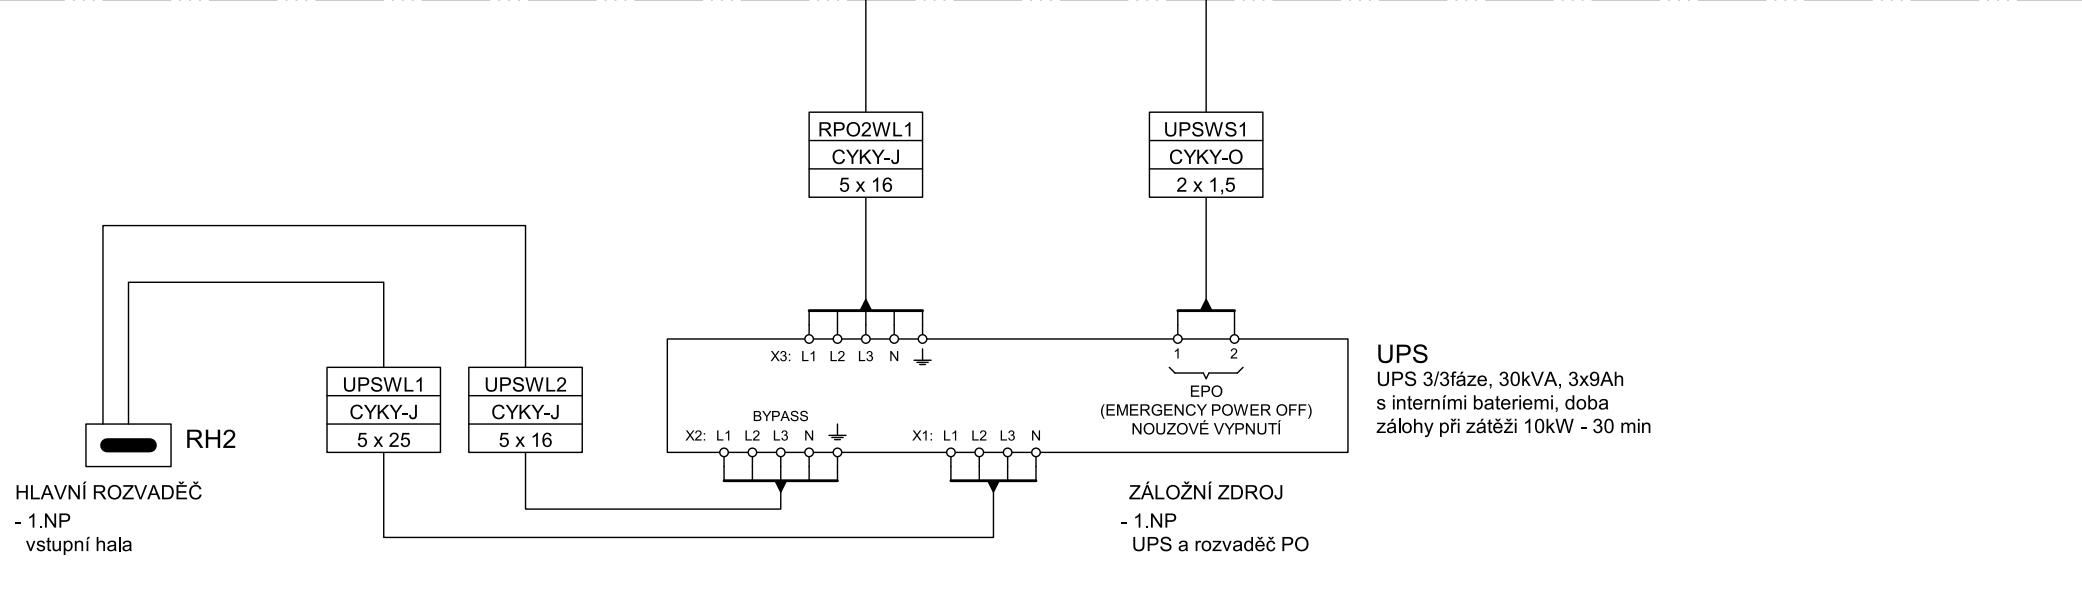 RPO2WL1
CYKY-J
5 x 16
UPSWS1
CYKY-O
2 x 1,5
X3: L1 L2 L3 N
1 2
EPO
(EMERGENCY POWER OFF)
NOUZOVÉ VYPNUTÍ
BYPASS
X2: L1 L2 L3 N
X1: L1 L2 L3 N
UPS
UPS 3/3fáze, 30kVA, 3x9Ah
s interními bateriemi, doba
zálohy při zátěži 10kW - 30 min
UPSWL1
CYKY-J
5 x 25
UPSWL2
CYKY-J
5 x 16
RH2
HLAVNÍ ROZVADĚČ
- 1.NP
vstupní hala
ZÁLOŽNÍ ZDROJ
- 1.NP
UPS a rozvaděč PO